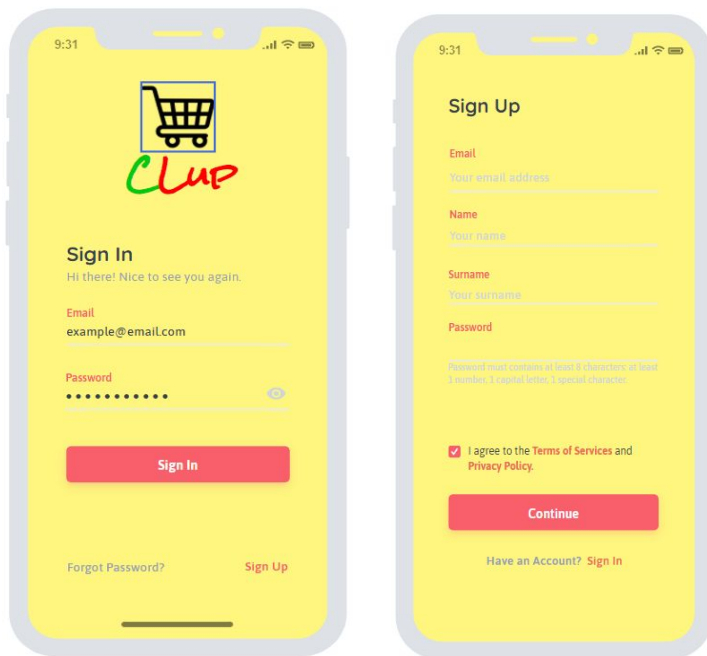 9:31
CLup
Sign In
Hi there! Nice to see you again.
Email
example@email.com
Password
Sign In
Forgot Password? Sign Up
9:31
Sign Up
Email
Your email address
Name
Your name
Surname
Your surname
Password
Password must contains at least 8 characters: at least
1 number, 1 capital letter, 1 special character.
I agree to the Terms of Services and
Privacy Policy.
Continue
Have an Account? Sign In